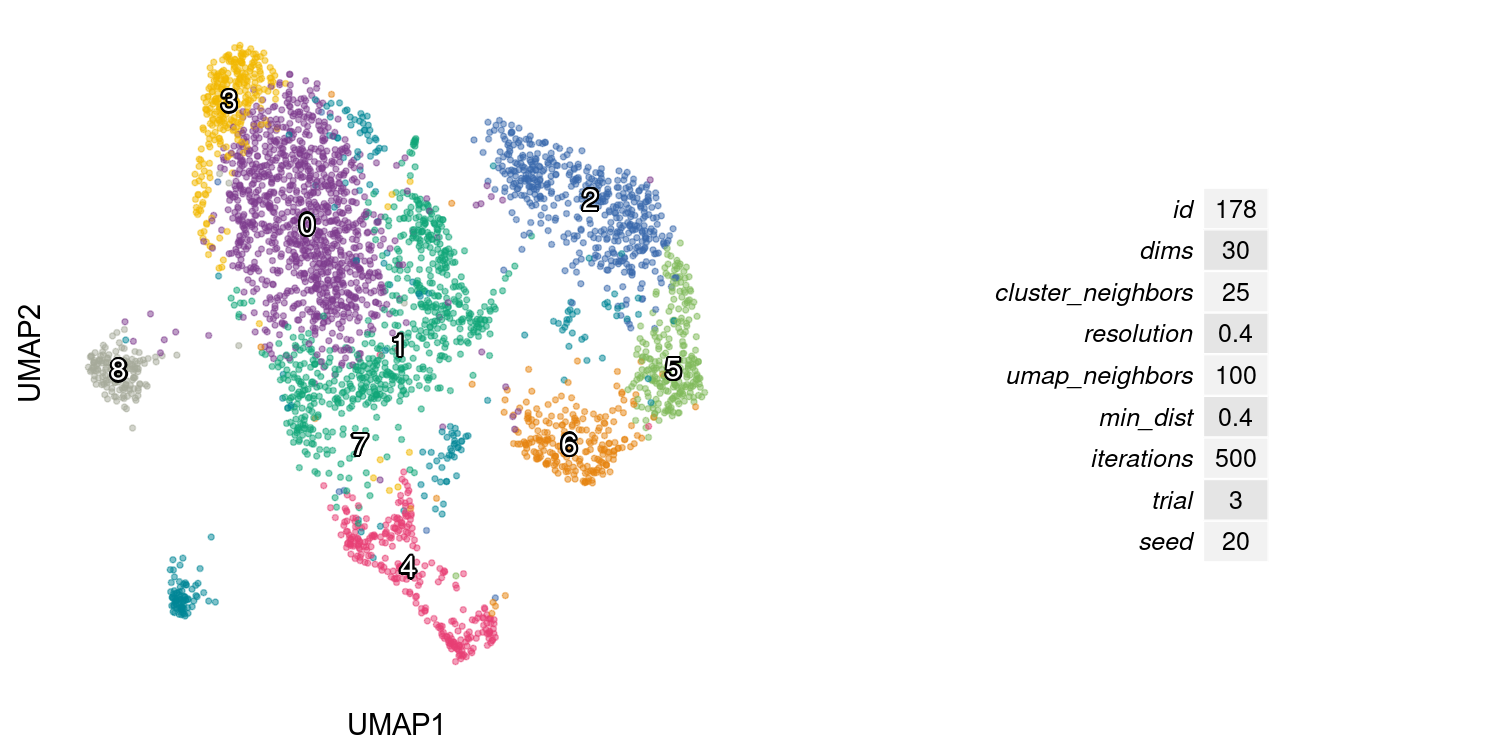 3
2
0
1
8
5
7
6
4
UMAP1
UMAP2
id 178
dims 30
cluster_neighbors 25
resolution 0.4
umap_neighbors 100
min_dist 0.4
iterations 500
trial 3
seed 20